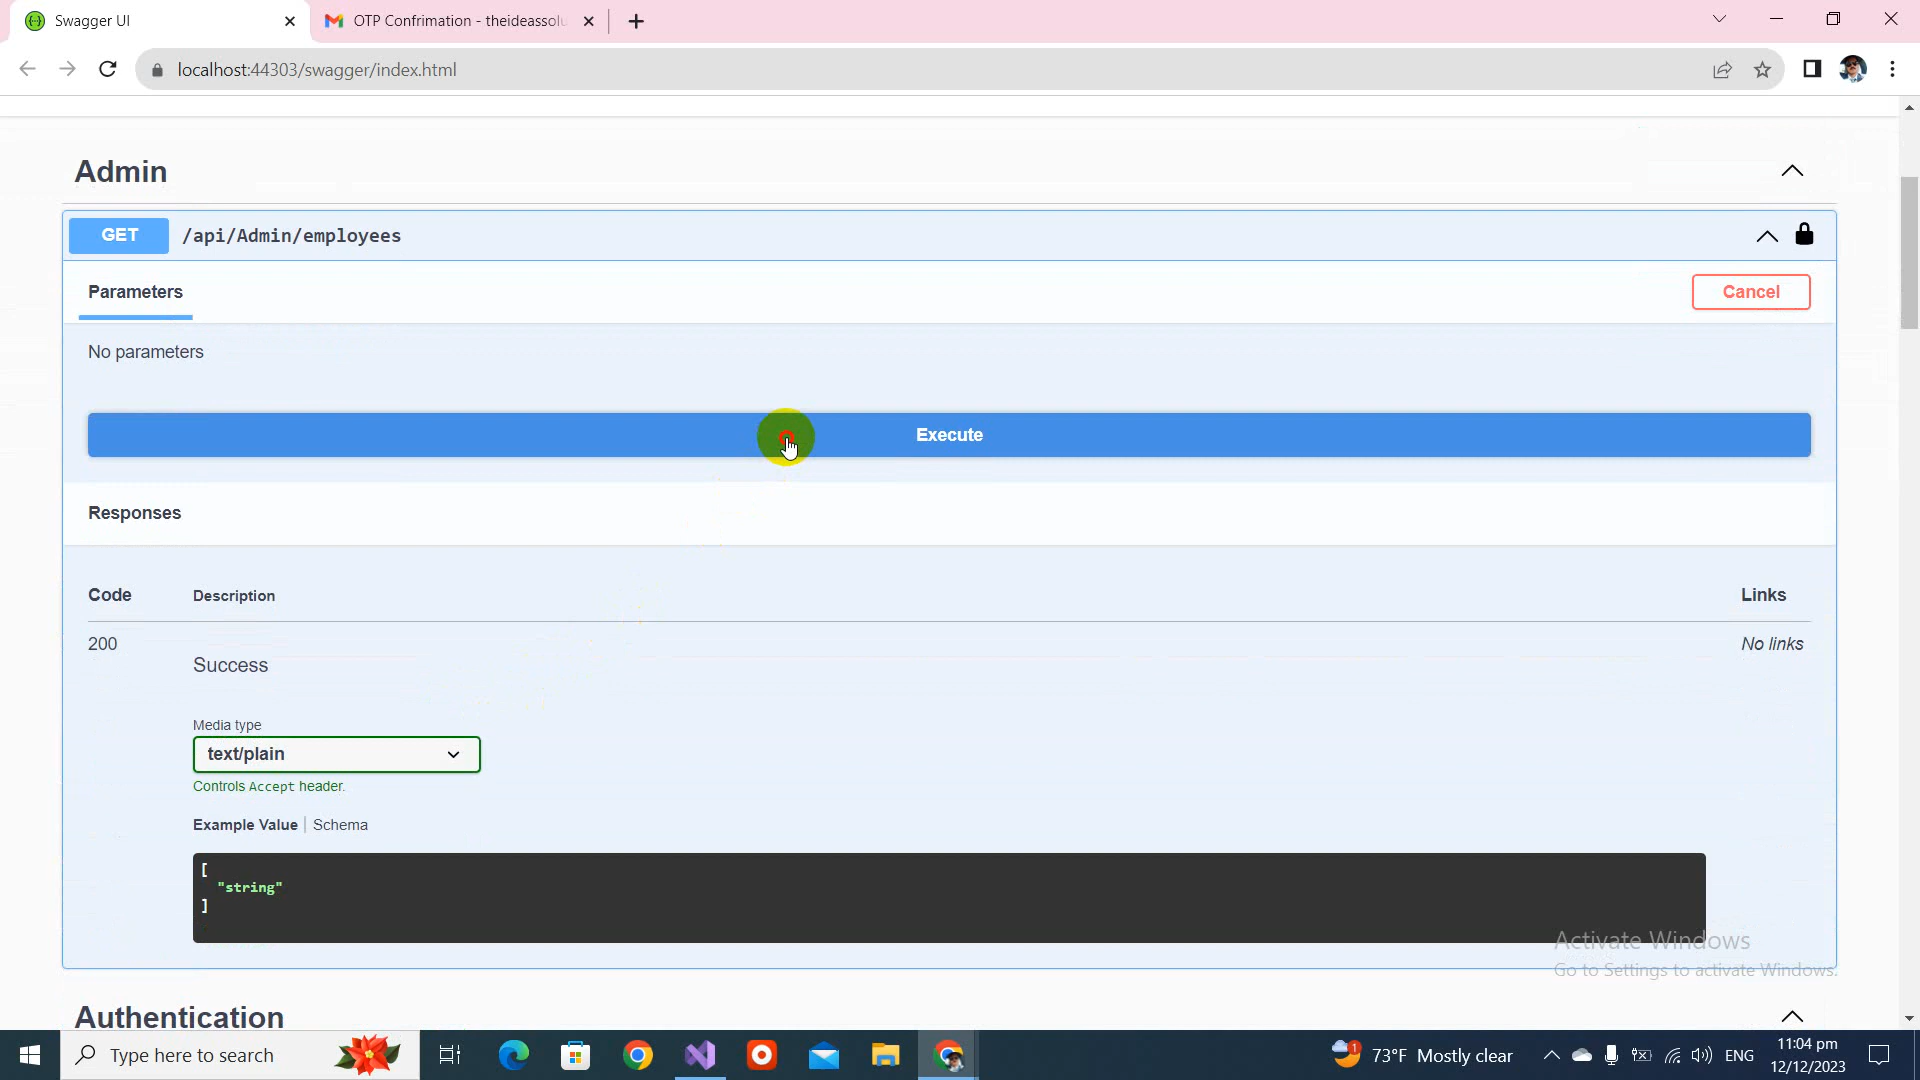 Swagger UI
OTP Confrimation - theideassolu
localhost:44303/swagger/index.html
Admin
GET /api/Admin/employees
Parameters
Cancel
No parameters
Execute
Responses
Code Description Links
200 No links
Success
Media type
text/plain
Controls Accept header.
Example Value Schema
[
"string"
]
Activate Windows
Go to Settings to activate Windows.
Authentication
Type here to search
1 73°F Mostly clear
ENG
11:04 pm
12/12/2023